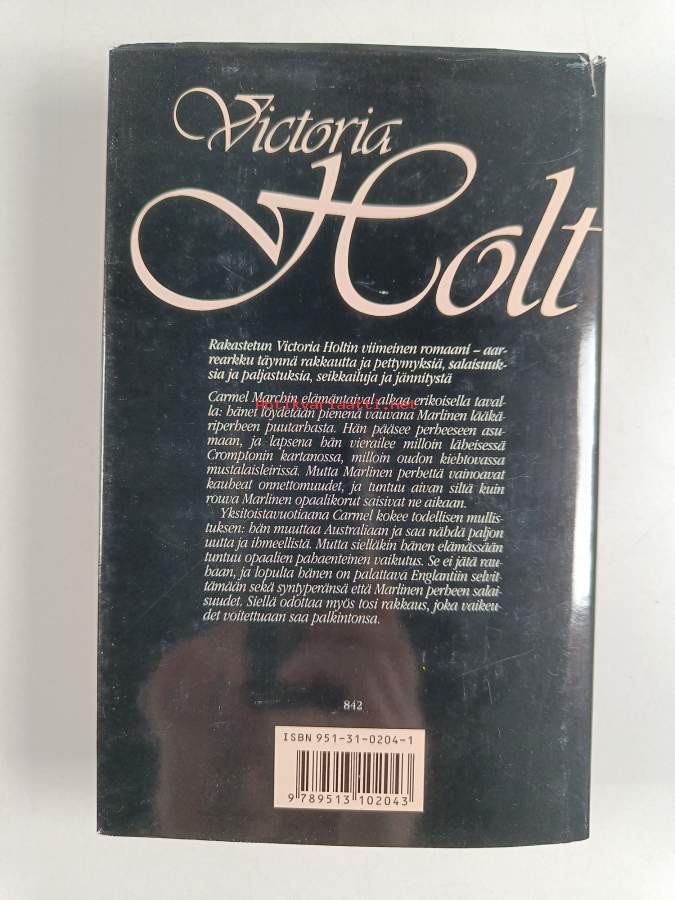 Victoria
Holt
Rakastetun Victoria Holtin viimeinen romaani – aar-
rearkku täynnä rakkautta ja pettymyksiä, salaisuuk-
sia ja paljastuksia, seikkailuja ja jännitystä
Carmel Marchin elämäntaival alkaa erikoisella taval-
Antikvariaatti.net
la: hänet löydetään pienenä vauvana Marlinen lääkä-
riperheen puutarhasta. Hän pääsee perheeseen asu-
maan, ja lapsena hän vierailee milloin läheisessä
Cromptonin kartanossa, milloin oudon kiehtovassa
mustalaisleirissä. Mutta Marlinen perhettä vainoavat
kauheat onnettomuudet, ja tuntuu aivan siltä kuin
rouva Marlinen opaalikorut saisivat ne aikaan.
Yksitoistavuotiaana Carmel kokee todellisen mullis-
tuksen: hän muuttaa Australiaan ja saa nähdä paljon
uutta ja ihmeellistä. Mutta sielläkin hänen elämässään
tuntuu opaalien pahaenteinen vaikutus. Se ei jätä rau-
haan, ja lopulta hänen on palattava Englantiin selvit-
tämään sekä syntyperänsä että Marlinen perheen salai-
suudet. Siellä odottaa myös tosi rakkaus, joka vaikeu-
det voitettuaan saa palkintonsa.
842
ISBN 951-31-0204-1
9 789513 102043